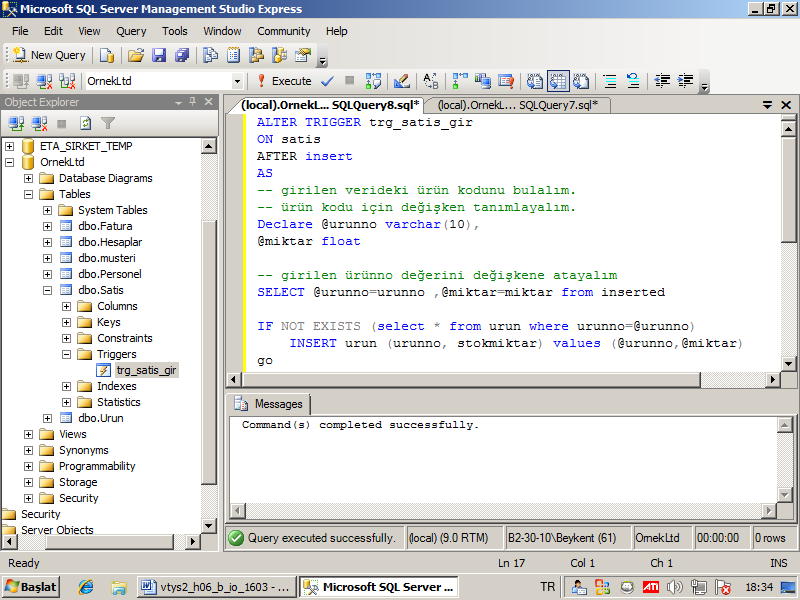 Microsoft SQL Server Management Studio Express
File Edit View Query Tools Window Community Help
New Query
OrnekLtd Execute
Object Explorer
(local).OrnekL... SQLQuery8.sql* (local).OrnekL... SQLQuery7.sql*
ETA_SIRKET_TEMP
OrnekLtd
Database Diagrams
Tables
System Tables
dbo.Fatura
dbo.Hesaplar
dbo.musteri
dbo.Personel
dbo.Satis
Columns
Keys
Constraints
Triggers
trg_satis_gir
Indexes
Statistics
dbo.Urun
Views
Synonyms
Programmability
Storage
Security
Security
Server Objects
ALTER TRIGGER trg_satis_gir
ON satis
AFTER insert
AS
-- girilen verideki ürün kodunu bulalım.
-- ürün kodu için değişken tanımlayalım.
Declare @urunno varchar(10),
@miktar float
-- girilen ürünno değerini değişkene atayalım
SELECT @urunno=urunno ,@miktar=miktar from inserted
IF NOT EXISTS (select * from urun where urunno=@urunno)
INSERT urun (urunno, stokmiktar) values (@urunno,@miktar)
go
Messages
Command(s) completed successfully.
Query executed successfully. (local) (9.0 RTM) B2-30-10\Beykent (61) OrnekLtd 00:00:00 0 rows
Ready Ln 17 Col 1 Ch 1 INS
Başlat vtys2_h06_b_io_1603 - ... Microsoft SQL Server ... TR ATI 18:34